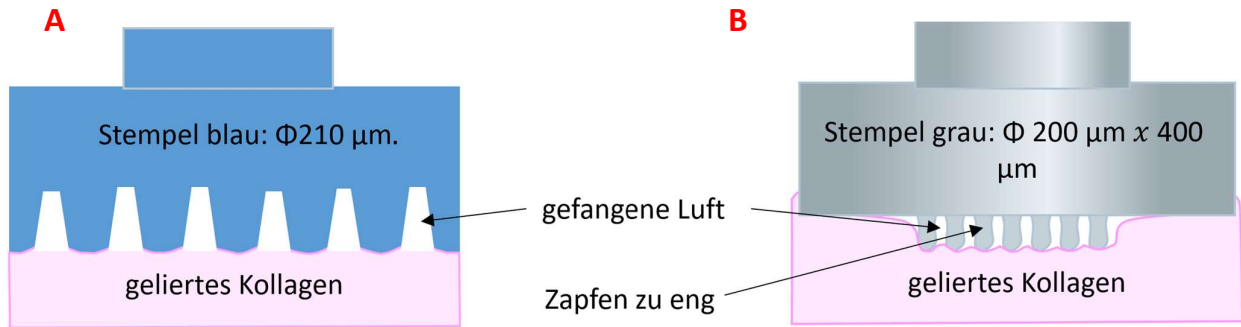 A
B
Stempel blau: Φ210 µm.
Stempel grau: Φ 200 µm x 400
µm
gefangene Luft
geliertes Kollagen
Zapfen zu eng
geliertes Kollagen